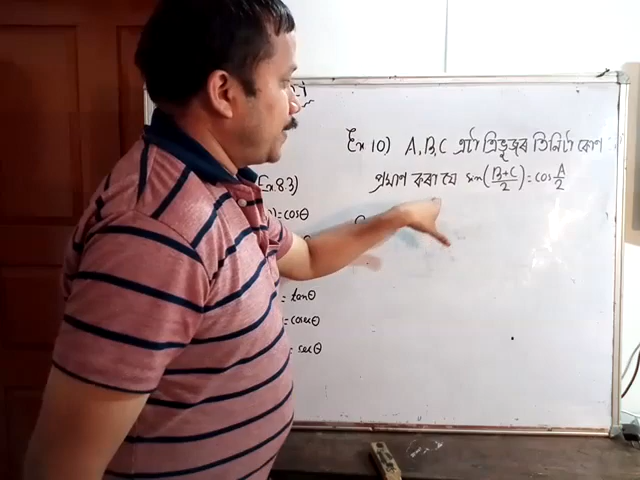 Ex 10) A,B,C এটা ত্ৰিভূজৰ তিনিটা কোণ
প্ৰমাণ কৰা যে sin(B+C/2) = cos A/2
Ex.8.3)
= cosθ
= tanθ
= cosecθ
= secθ